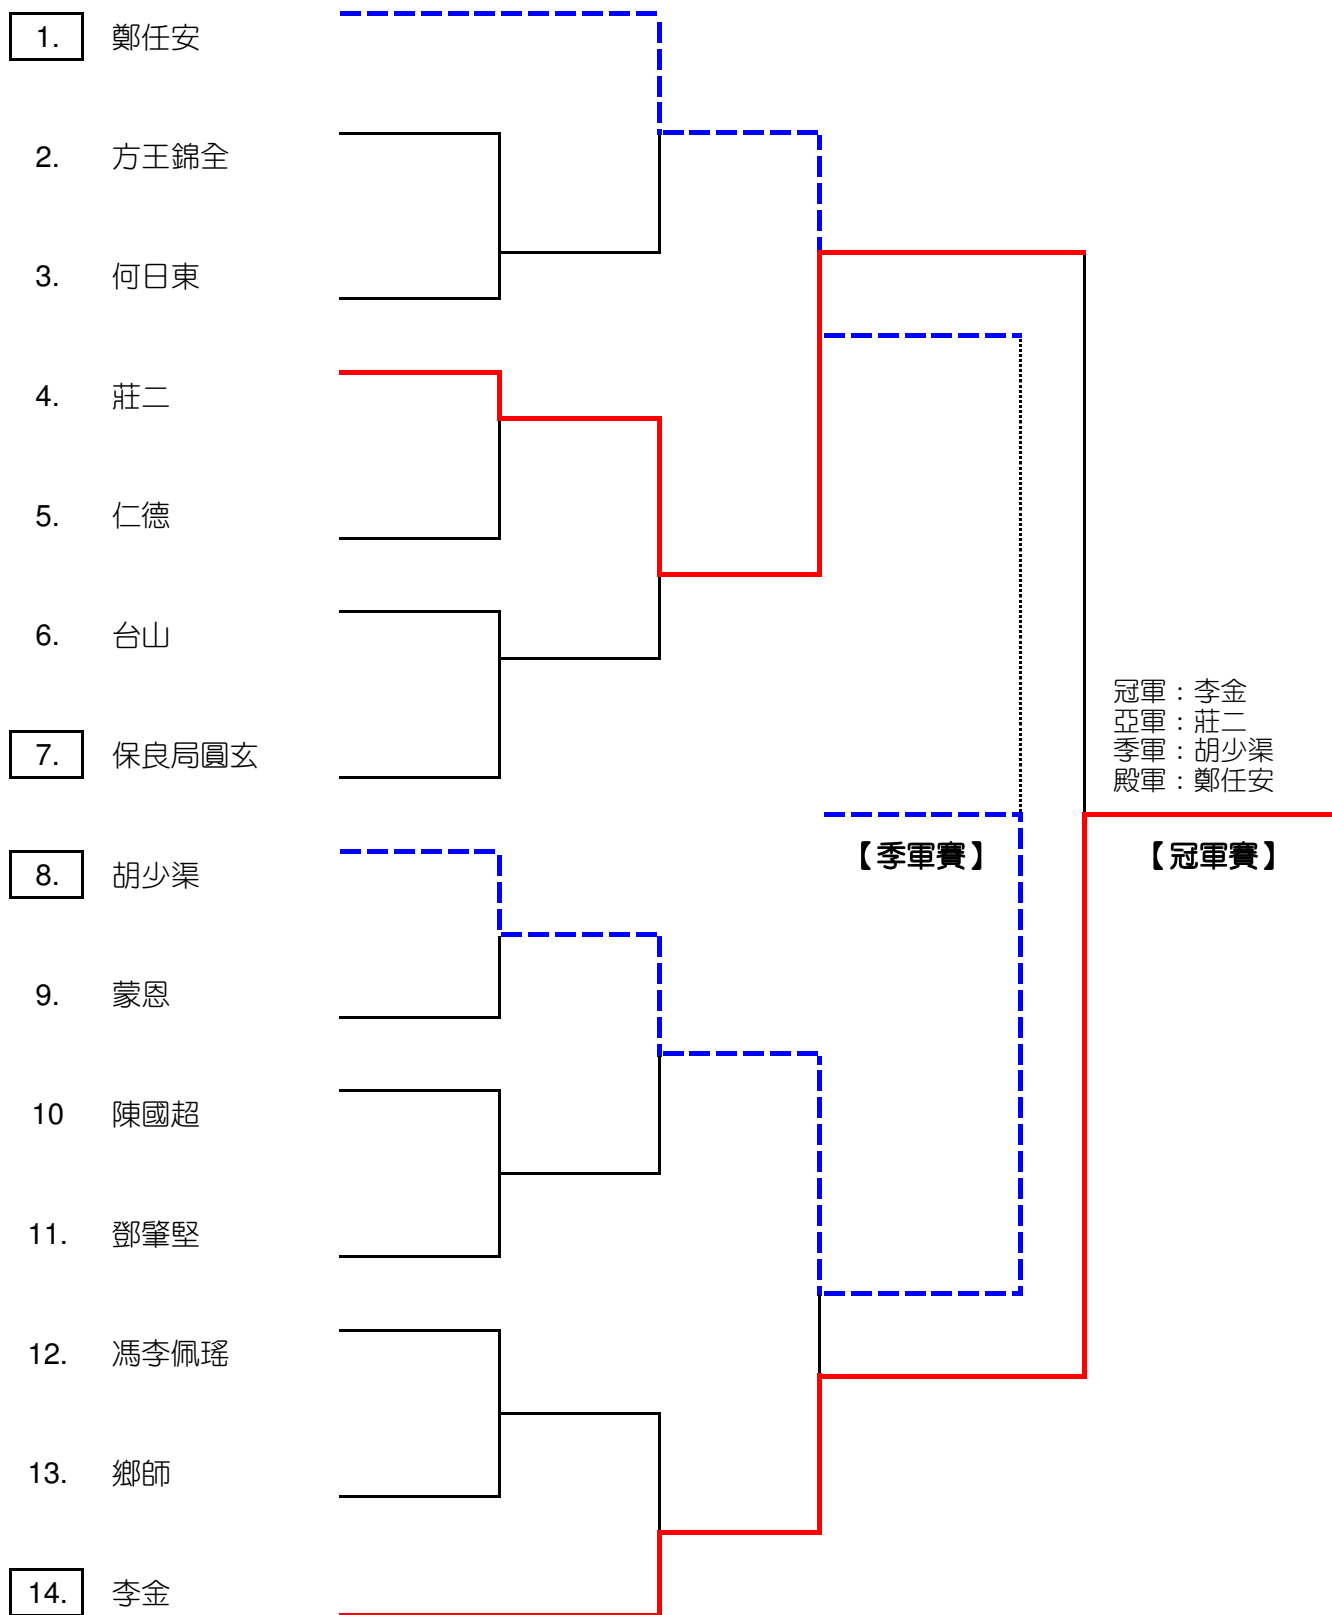 1. 鄭任安
2. 方王錦全
3. 何日東
4. 莊二
5. 仁德
6. 台山
冠軍：李金
亞軍：莊二
季軍：胡少渠
殿軍：鄭任安
7. 保良局圓玄
【季軍賽】 【冠軍賽】
8. 胡少渠
9. 蒙恩
10 陳國超
11. 鄧肇堅
12. 馮李佩瑤
13. 鄉師
14. 李金